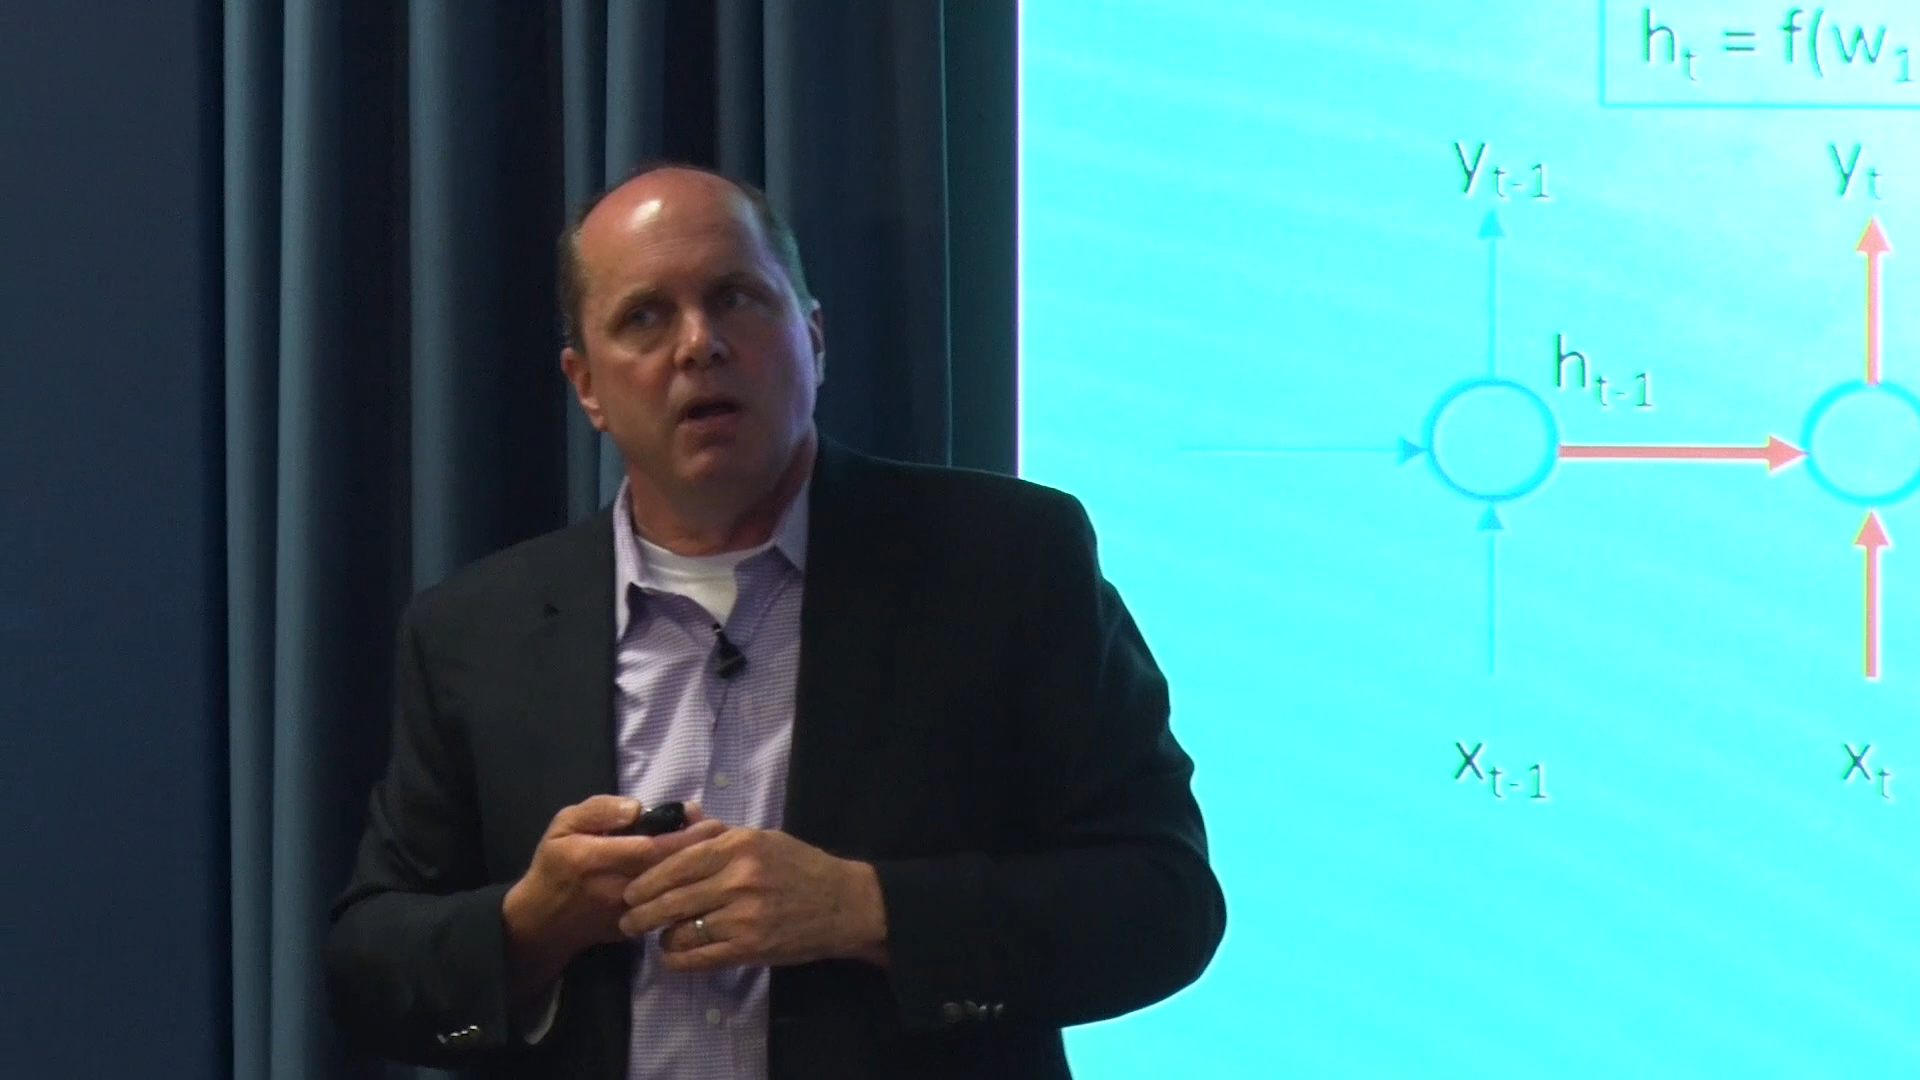 hₜ = f(w₁
yₜ₋₁ yₜ
hₜ₋₁
xₜ₋₁ xₜ